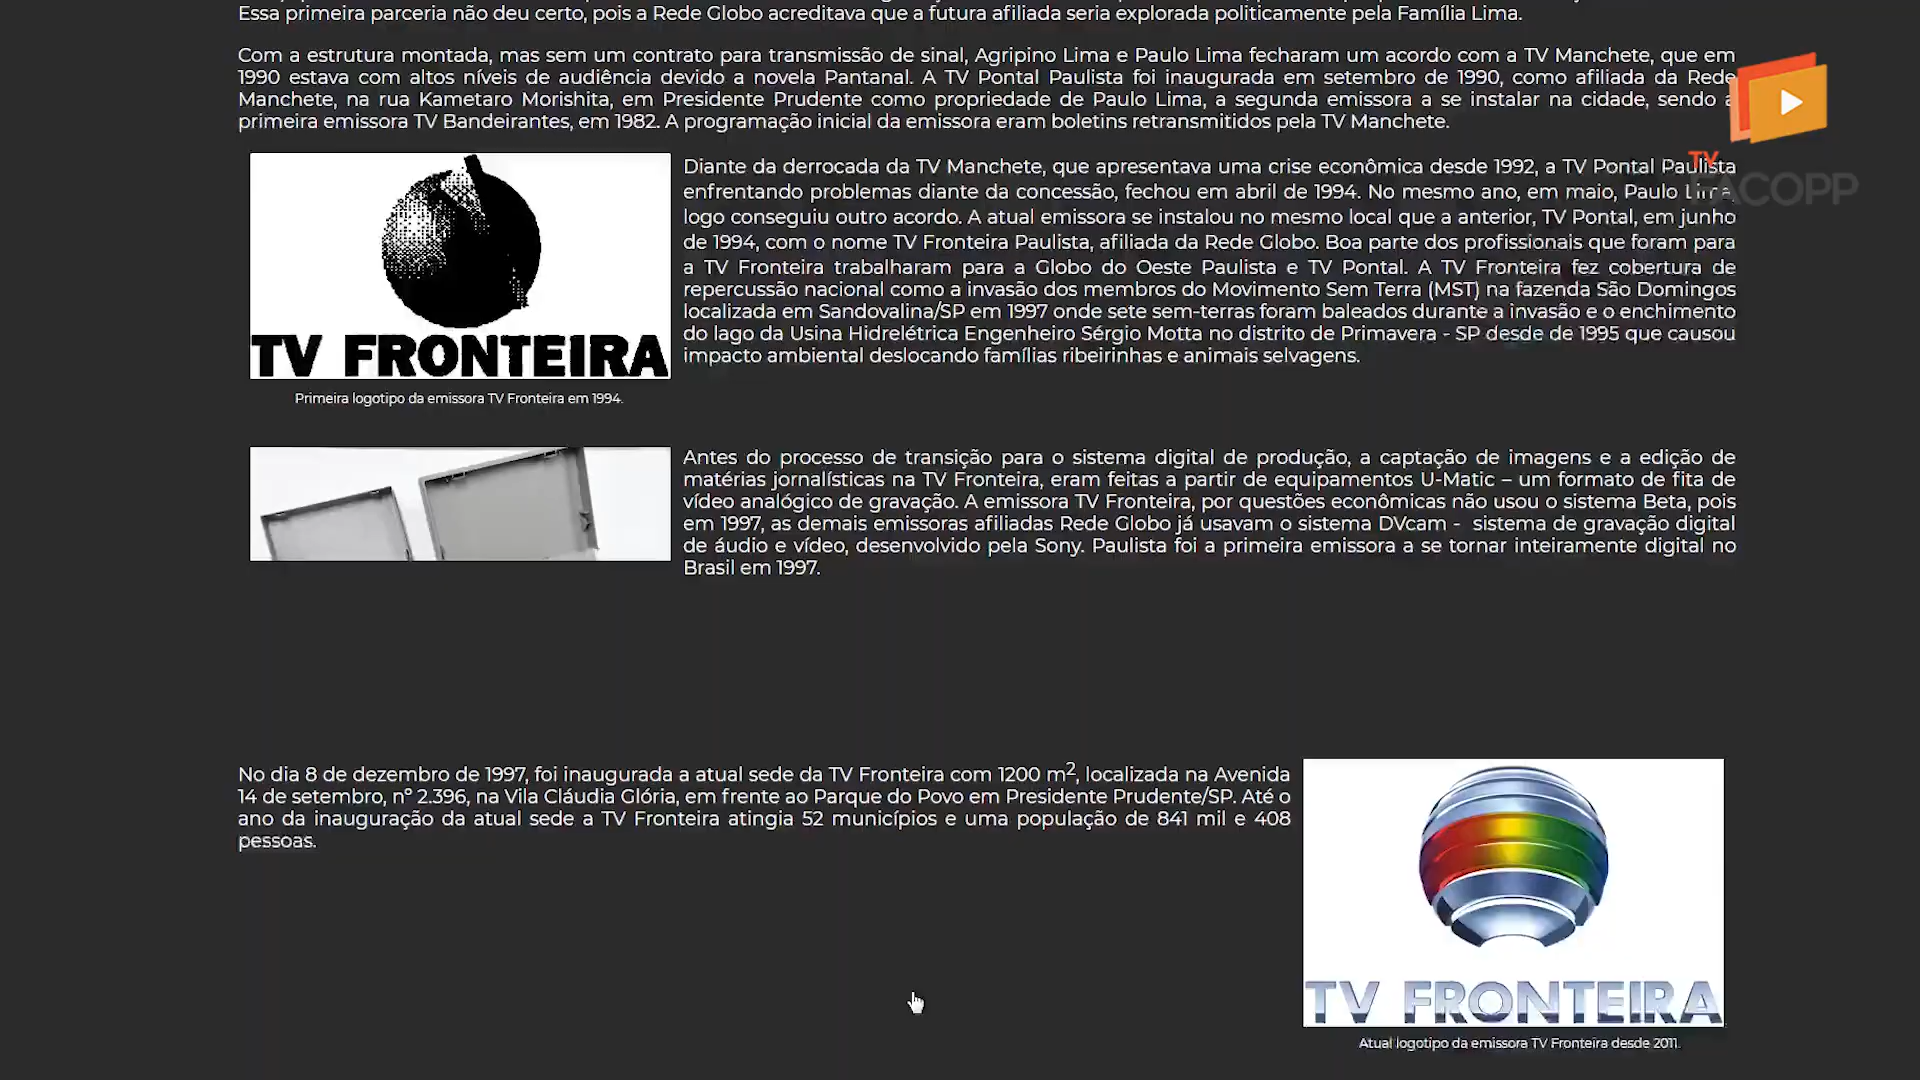 Essa primeira parceria não deu certo, pois a Rede Globo acreditava que a futura afiliada seria explorada politicamente pela Família Lima.
Com a estrutura montada, mas sem um contrato para transmissão de sinal, Agripino Lima e Paulo Lima fecharam um acordo com a TV Manchete, que em
1990 estava com altos níveis de audiência devido a novela Pantanal. A TV Pontal Paulista foi inaugurada em setembro de 1990, como afiliada da Rede
Manchete, na rua Kametaro Morishita, em Presidente Prudente como propriedade de Paulo Lima, a segunda emissora a se instalar na cidade, sendo a
primeira emissora TV Bandeirantes, em 1982. A programação inicial da emissora eram boletins retransmitidos pela TV Manchete.
TV FACOPP
Diante da derrocada da TV Manchete, que apresentava uma crise econômica desde 1992, a TV Pontal Paulista
enfrentando problemas diante da concessão, fechou em abril de 1994. No mesmo ano, em maio, Paulo Lima,
logo conseguiu outro acordo. A atual emissora se instalou no mesmo local que a anterior, TV Pontal, em junho
de 1994, com o nome TV Fronteira Paulista, afiliada da Rede Globo. Boa parte dos profissionais que foram para
a TV Fronteira trabalharam para a Globo do Oeste Paulista e TV Pontal. A TV Fronteira fez cobertura de
repercussão nacional como a invasão dos membros do Movimento Sem Terra (MST) na fazenda São Domingos
localizada em Sandovalina/SP em 1997 onde sete sem-terras foram baleados durante a invasão e o enchimento
do lago da Usina Hidrelétrica Engenheiro Sérgio Motta no distrito de Primavera - SP desde de 1995 que causou
impacto ambiental deslocando famílias ribeirinhas e animais selvagens.
TV FRONTEIRA
Primeira logotipo da emissora TV Fronteira em 1994.
Antes do processo de transição para o sistema digital de produção, a captação de imagens e a edição de
matérias jornalísticas na TV Fronteira, eram feitas a partir de equipamentos U-Matic – um formato de fita de
vídeo analógico de gravação. A emissora TV Fronteira, por questões econômicas não usou o sistema Beta, pois
em 1997, as demais emissoras afiliadas Rede Globo já usavam o sistema DVcam - sistema de gravação digital
de áudio e vídeo, desenvolvido pela Sony. Paulista foi a primeira emissora a se tornar inteiramente digital no
Brasil em 1997.
No dia 8 de dezembro de 1997, foi inaugurada a atual sede da TV Fronteira com 1200 m², localizada na Avenida
14 de setembro, nº 2.396, na Vila Cláudia Glória, em frente ao Parque do Povo em Presidente Prudente/SP. Até o
ano da inauguração da atual sede a TV Fronteira atingia 52 municípios e uma população de 841 mil e 408
pessoas.
TV FRONTEIRA
Atual logotipo da emissora TV Fronteira desde 2011.